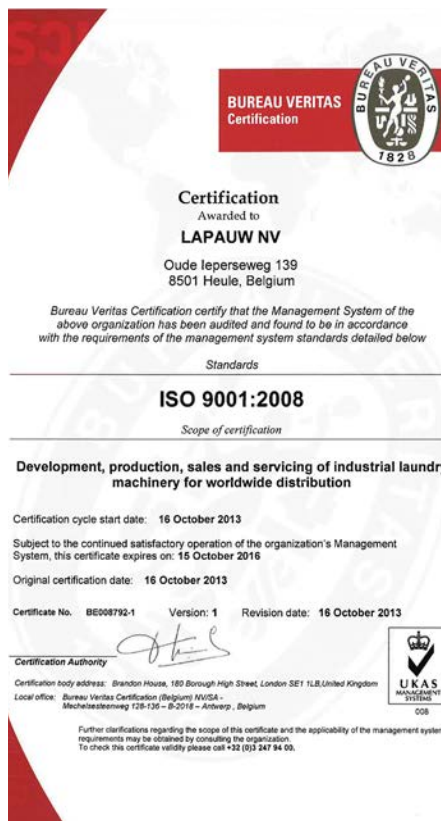 BUREAU VERITAS
Certification
BUREAU VERITAS
1828
Certification
Awarded to
LAPAUW NV
Oude Ieperseweg 139
8501 Heule, Belgium
Bureau Veritas Certification certify that the Management System of the
above organization has been audited and found to be in accordance
with the requirements of the management system standards detailed below
Standards
ISO 9001:2008
Scope of certification
Development, production, sales and servicing of industrial laundry
machinery for worldwide distribution
Certification cycle start date: 16 October 2013
Subject to the continued satisfactory operation of the organization's Management
System, this certificate expires on: 15 October 2016
Original certification date: 16 October 2013
Certificate No. BE008792-1 Version: 1 Revision date: 16 October 2013
Certification Authority
Certification body address: Brandon House, 180 Borough High Street, London SE1 1LB,United Kingdom
Local office: Bureau Veritas Certification (Belgium) NV/SA -
Mechelsesteenweg 128-136 – B-2018 – Antwerp , Belgium
UKAS
MANAGEMENT
SYSTEMS
008
Further clarifications regarding the scope of this certificate and the applicability of the management system
requirements may be obtained by consulting the organization.
To check this certificate validity please call +32 (0)3 247 94 00.